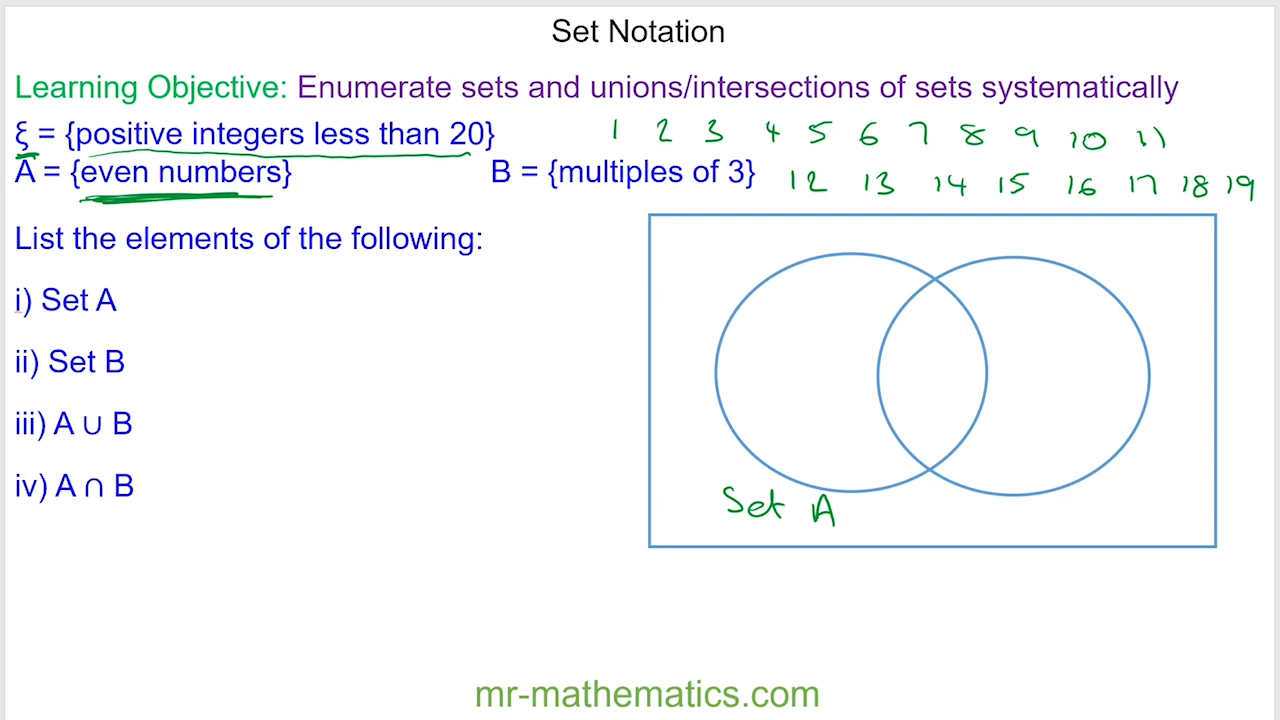 Set Notation
Learning Objective: Enumerate sets and unions/intersections of sets systematically
ξ = {positive integers less than 20} 1 2 3 4 5 6 7 8 9 10 11
A = {even numbers} B = {multiples of 3} 12 13 14 15 16 17 18 19
List the elements of the following:
i) Set A
ii) Set B
iii) A ∪ B
iv) A ∩ B
Set A
mr-mathematics.com